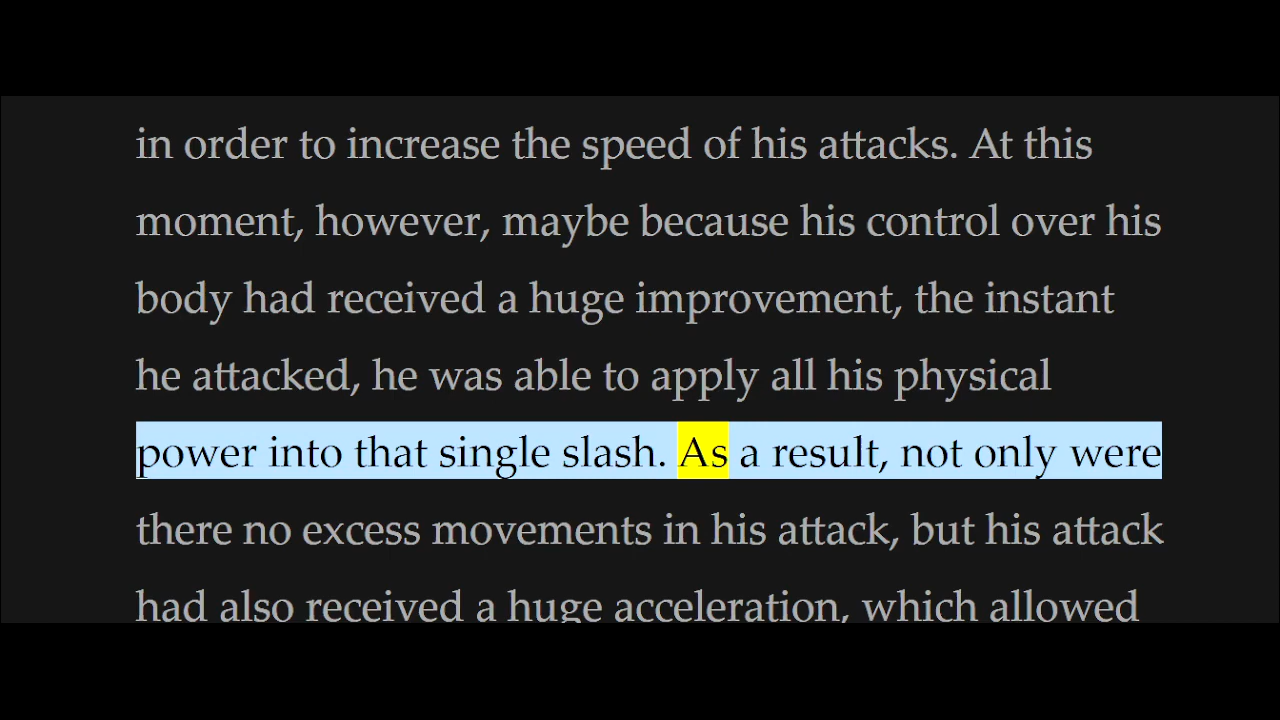 in order to increase the speed of his attacks. At this
moment, however, maybe because his control over his
body had received a huge improvement, the instant
he attacked, he was able to apply all his physical
power into that single slash. As a result, not only were
there no excess movements in his attack, but his attack
had also received a huge acceleration, which allowed